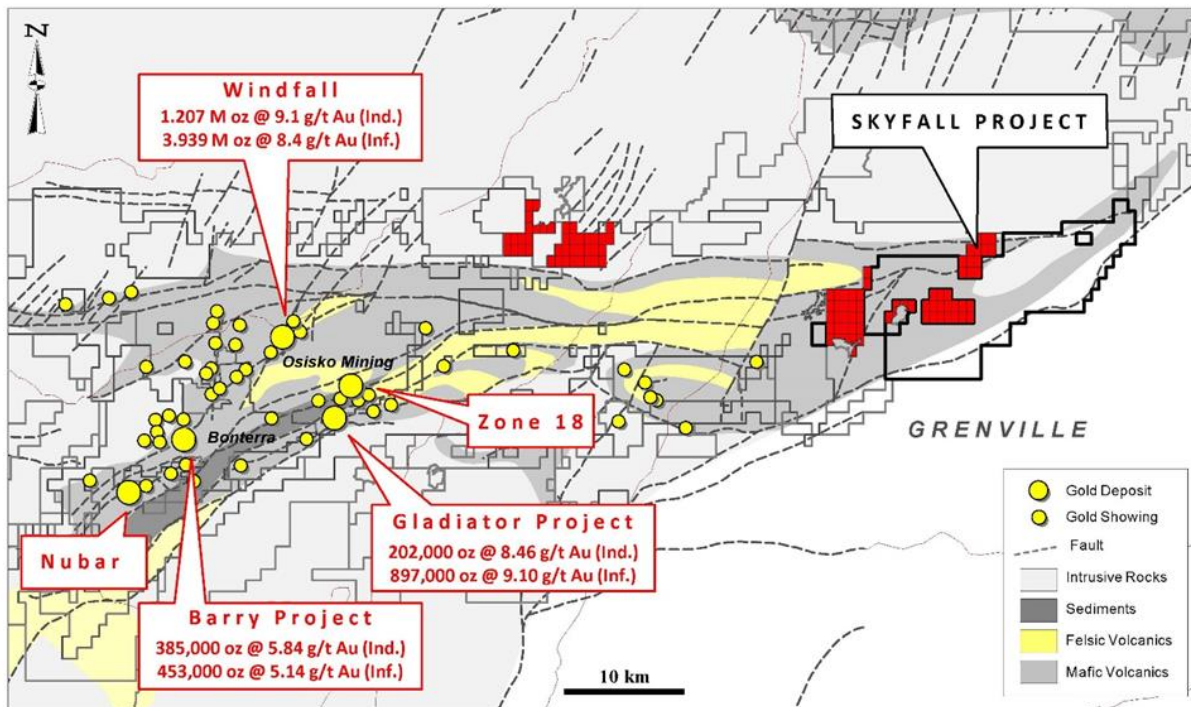 N
Windfall
1.207 M oz @ 9.1 g/t Au (Ind.)
3.939 M oz @ 8.4 g/t Au (Inf.)
SKYFALL PROJECT
Osisko Mining
Zone 18
Bonterra
GRENVILLE
Nubar
Gladiator Project
202,000 oz @ 8.46 g/t Au (Ind.)
897,000 oz @ 9.10 g/t Au (Inf.)
Barry Project
385,000 oz @ 5.84 g/t Au (Ind.)
453,000 oz @ 5.14 g/t Au (Inf.)
10 km
Gold Deposit
Gold Showing
Fault
Intrusive Rocks
Sediments
Felsic Volcanics
Mafic Volcanics